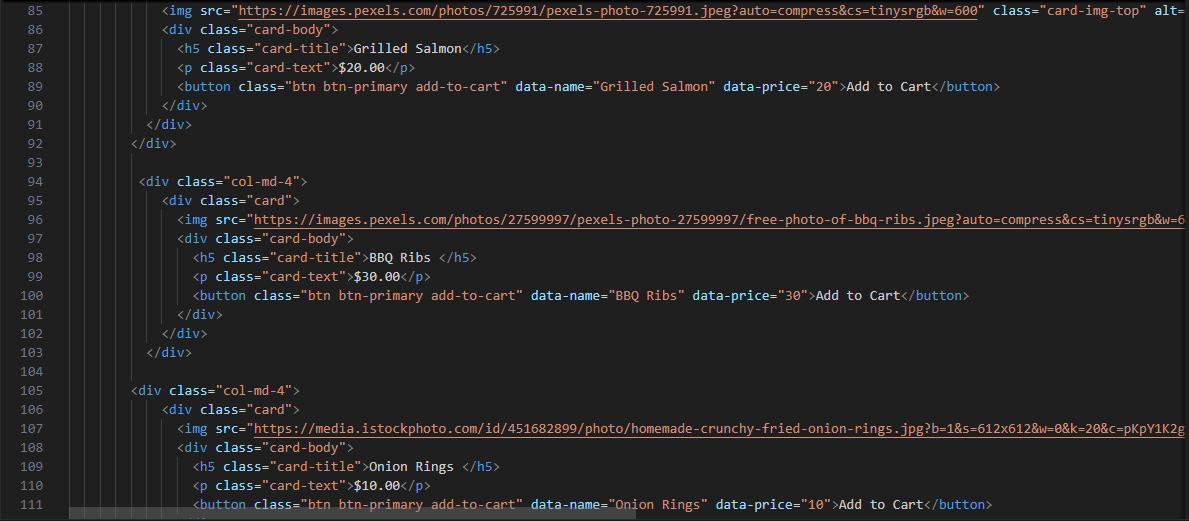 85 <img src="https://images.pexels.com/photos/725991/pexels-photo-725991.jpeg?auto=compress&cs=tinysrgb&w=600" class="card-img-top" alt=
86 <div class="card-body">
87 <h5 class="card-title">Grilled Salmon</h5>
88 <p class="card-text">$20.00</p>
89 <button class="btn btn-primary add-to-cart" data-name="Grilled Salmon" data-price="20">Add to Cart</button>
90 </div>
91 </div>
92 </div>
93
94 <div class="col-md-4">
95 <div class="card">
96 <img src="https://images.pexels.com/photos/27599997/pexels-photo-27599997/free-photo-of-bbq-ribs.jpeg?auto=compress&cs=tinysrgb&w=6
97 <div class="card-body">
98 <h5 class="card-title">BBQ Ribs </h5>
99 <p class="card-text">$30.00</p>
100 <button class="btn btn-primary add-to-cart" data-name="BBQ Ribs" data-price="30">Add to Cart</button>
101 </div>
102 </div>
103 </div>
104
105 <div class="col-md-4">
106 <div class="card">
107 <img src="https://media.istockphoto.com/id/451682899/photo/homemade-crunchy-fried-onion-rings.jpg?b=1&s=612x612&w=0&k=20&c=pKpY1K2g
108 <div class="card-body">
109 <h5 class="card-title">Onion Rings </h5>
110 <p class="card-text">$10.00</p>
111 <button class="btn btn-primary add-to-cart" data-name="Onion Rings" data-price="10">Add to Cart</button>